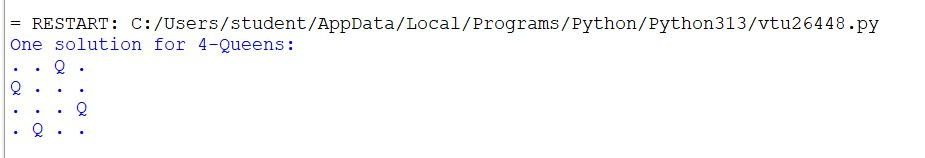 = RESTART: C:/Users/student/AppData/Local/Programs/Python/Python313/vtu26448.py
One solution for 4-Queens:
. . Q .
Q . . .
. . . Q
. Q . .